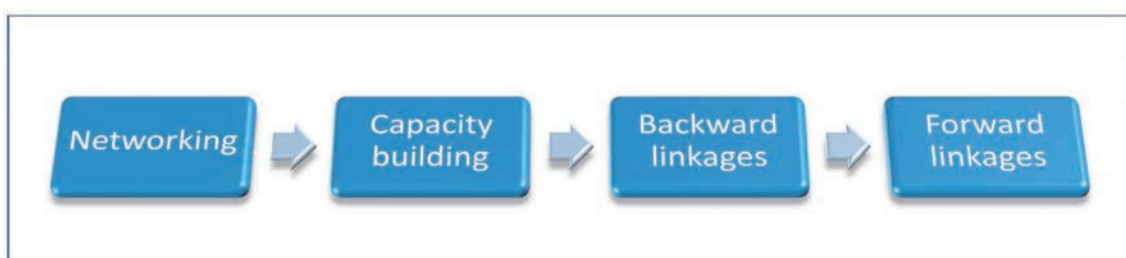 Networking
Capacity
building
Backward
linkages
Forward
linkages